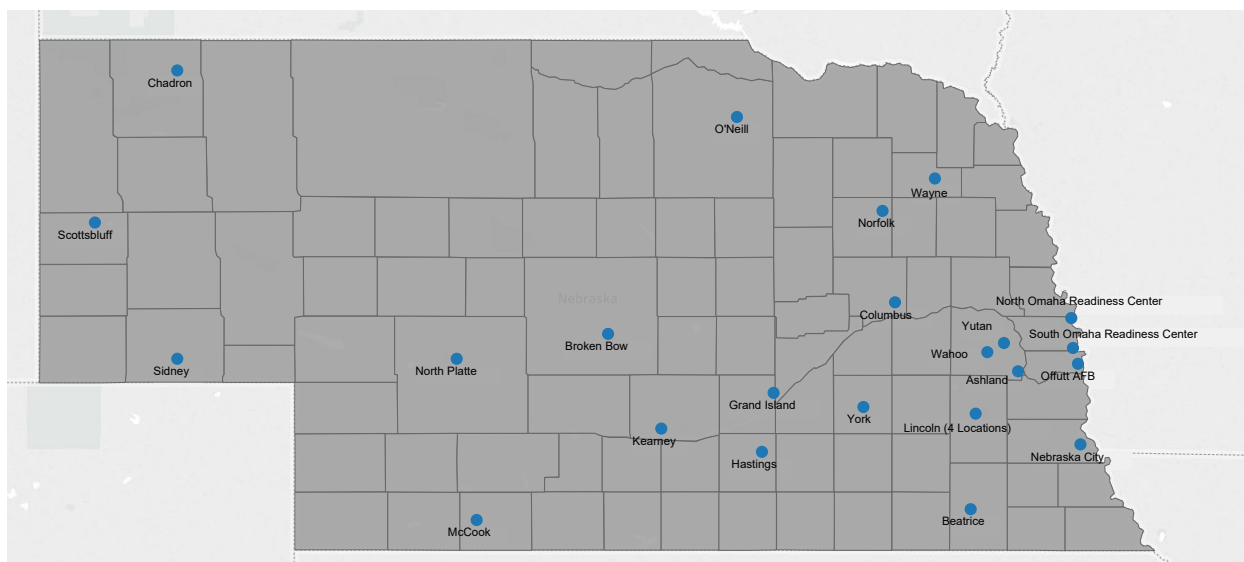 Chadron
O'Neill
Wayne
Norfolk
Scottsbluff
Nebraska
North Omaha Readiness Center
Columbus
Yutan
South Omaha Readiness Center
Broken Bow
Wahoo
Sidney
North Platte
Ashland
Offutt AFB
Grand Island
York
Lincoln (4 Locations)
Kearney
Nebraska City
Hastings
Beatrice
McCook